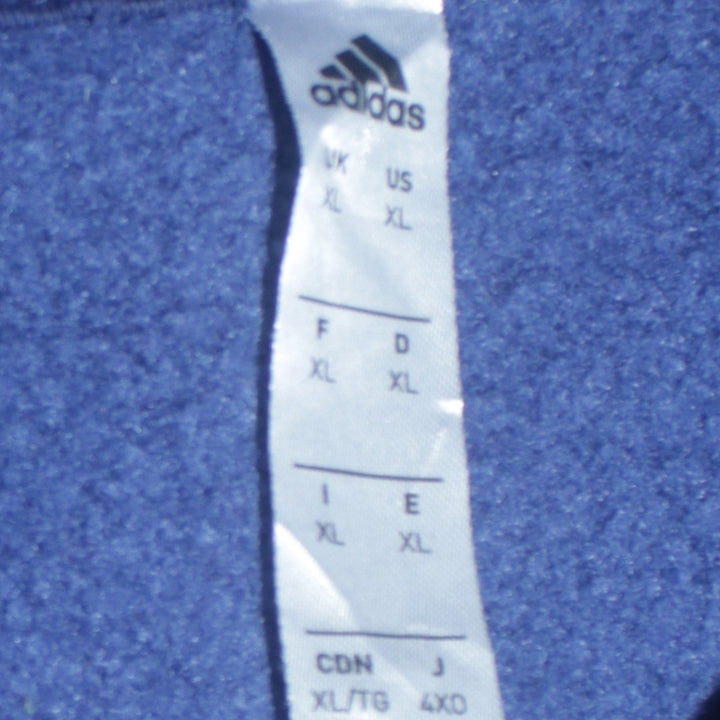 adidas
UK US
XL XL
F D
XL XL
I E
XL XL
CDN J
XL/TG 4XO